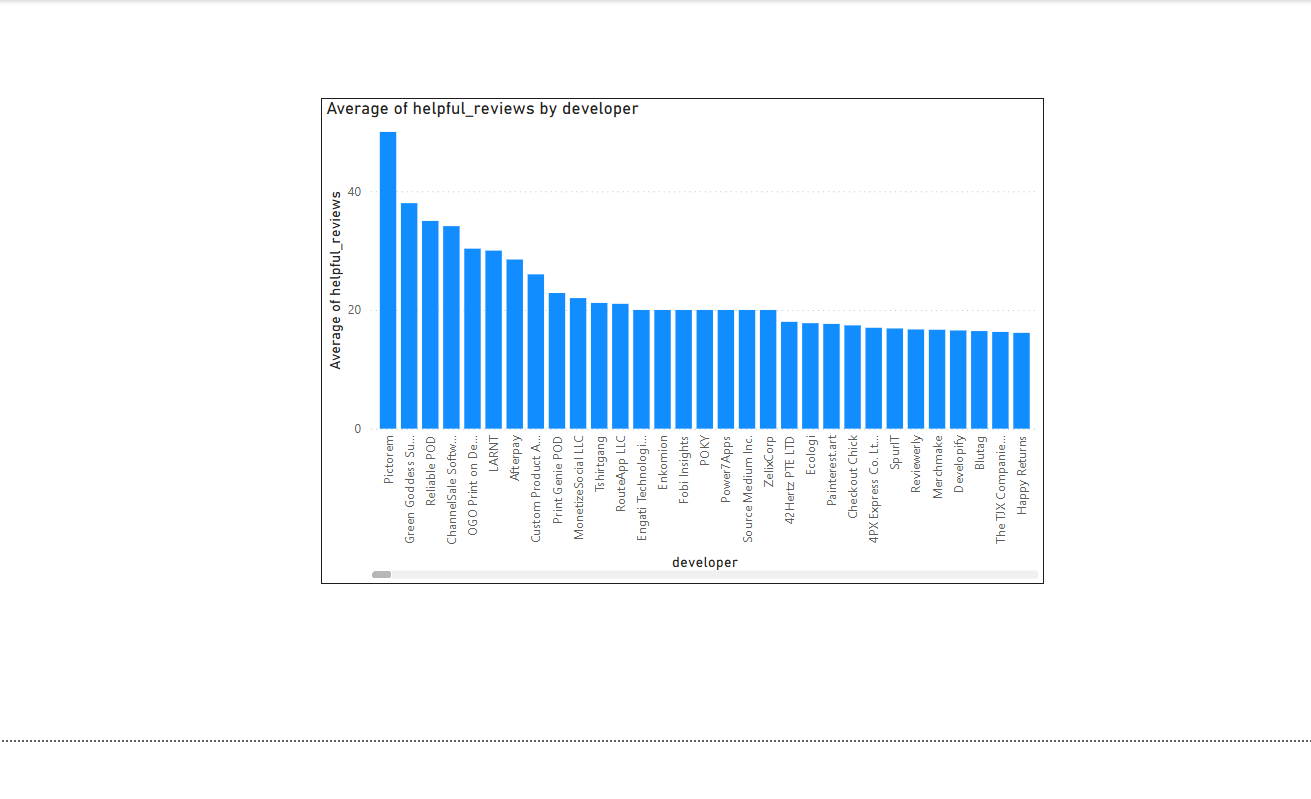 Average of helpful_reviews by developer
Average of helpful_reviews
40
20
0
Pictorem
Green Goddess Su...
Reliable POD
ChannelSale Softw...
OGO Print on De...
LARNT
Afterpay
Custom Product A...
Print Genie POD
MonetizeSocial LLC
Tshirtgang
RouteApp LLC
Engati Technologi...
Enkomion
Fobi Insights
POKY
Power7Apps
Source Medium Inc.
ZelixCorp
42Hertz PTE LTD
Ecologi
Painterest.art
Checkout Chick
4PX Express Co. Lt...
SpurIT
Reviewerly
Merchmake
Developify
Blutag
The TJX Companie...
Happy Returns
developer